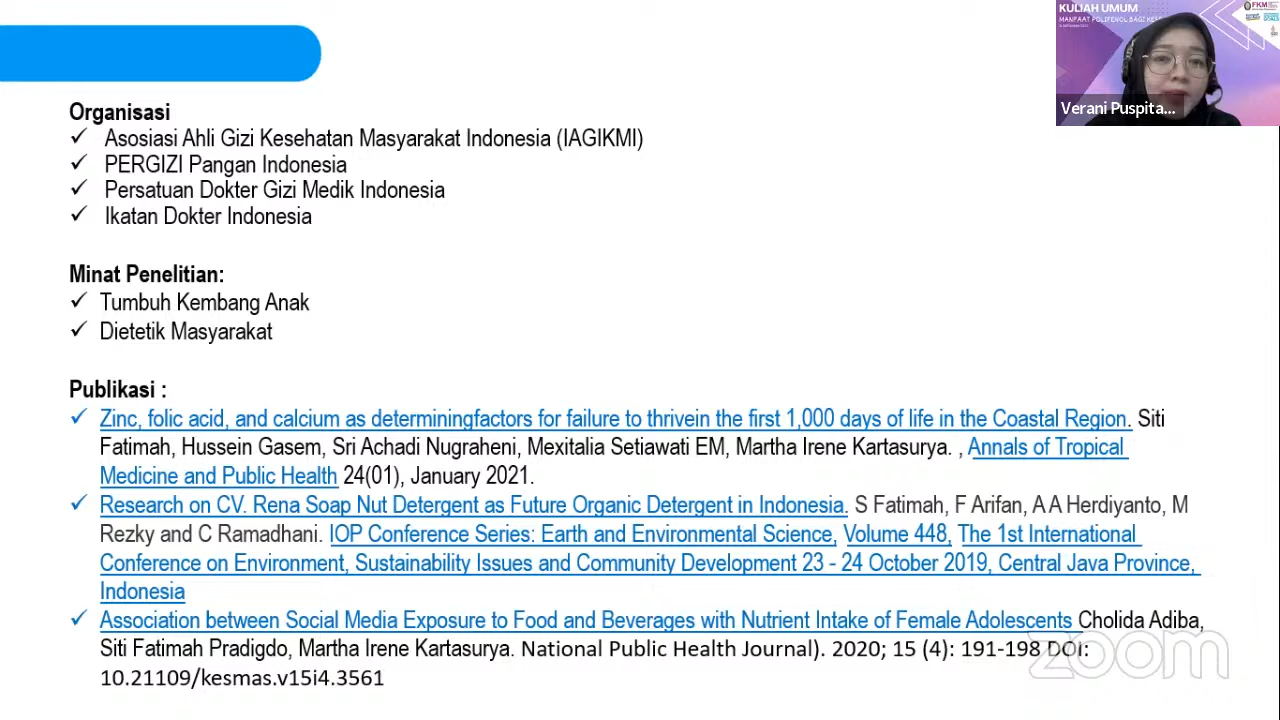 KULIAH UMUM
MANFAAT POLIFENOL BAGI
FKM
Verani Puspita...
Organisasi
✓ Asosiasi Ahli Gizi Kesehatan Masyarakat Indonesia (IAGIKMI)
✓ PERGIZI Pangan Indonesia
✓ Persatuan Dokter Gizi Medik Indonesia
✓ Ikatan Dokter Indonesia
Minat Penelitian:
✓ Tumbuh Kembang Anak
✓ Dietetik Masyarakat
Publikasi :
✓ Zinc, folic acid, and calcium as determiningfactors for failure to thrivein the first 1,000 days of life in the Coastal Region. Siti
Fatimah, Hussein Gasem, Sri Achadi Nugraheni, Mexitalia Setiawati EM, Martha Irene Kartasurya. , Annals of Tropical
Medicine and Public Health 24(01), January 2021.
✓ Research on CV. Rena Soap Nut Detergent as Future Organic Detergent in Indonesia. S Fatimah, F Arifan, A A Herdiyanto, M
Rezky and C Ramadhani. IOP Conference Series: Earth and Environmental Science, Volume 448, The 1st International
Conference on Environment, Sustainability Issues and Community Development 23 - 24 October 2019, Central Java Province,
Indonesia
✓ Association between Social Media Exposure to Food and Beverages with Nutrient Intake of Female Adolescents Cholida Adiba,
Siti Fatimah Pradigdo, Martha Irene Kartasurya. National Public Health Journal). 2020; 15 (4): 191-198 DOI:
10.21109/kesmas.v15i4.3561
zoom